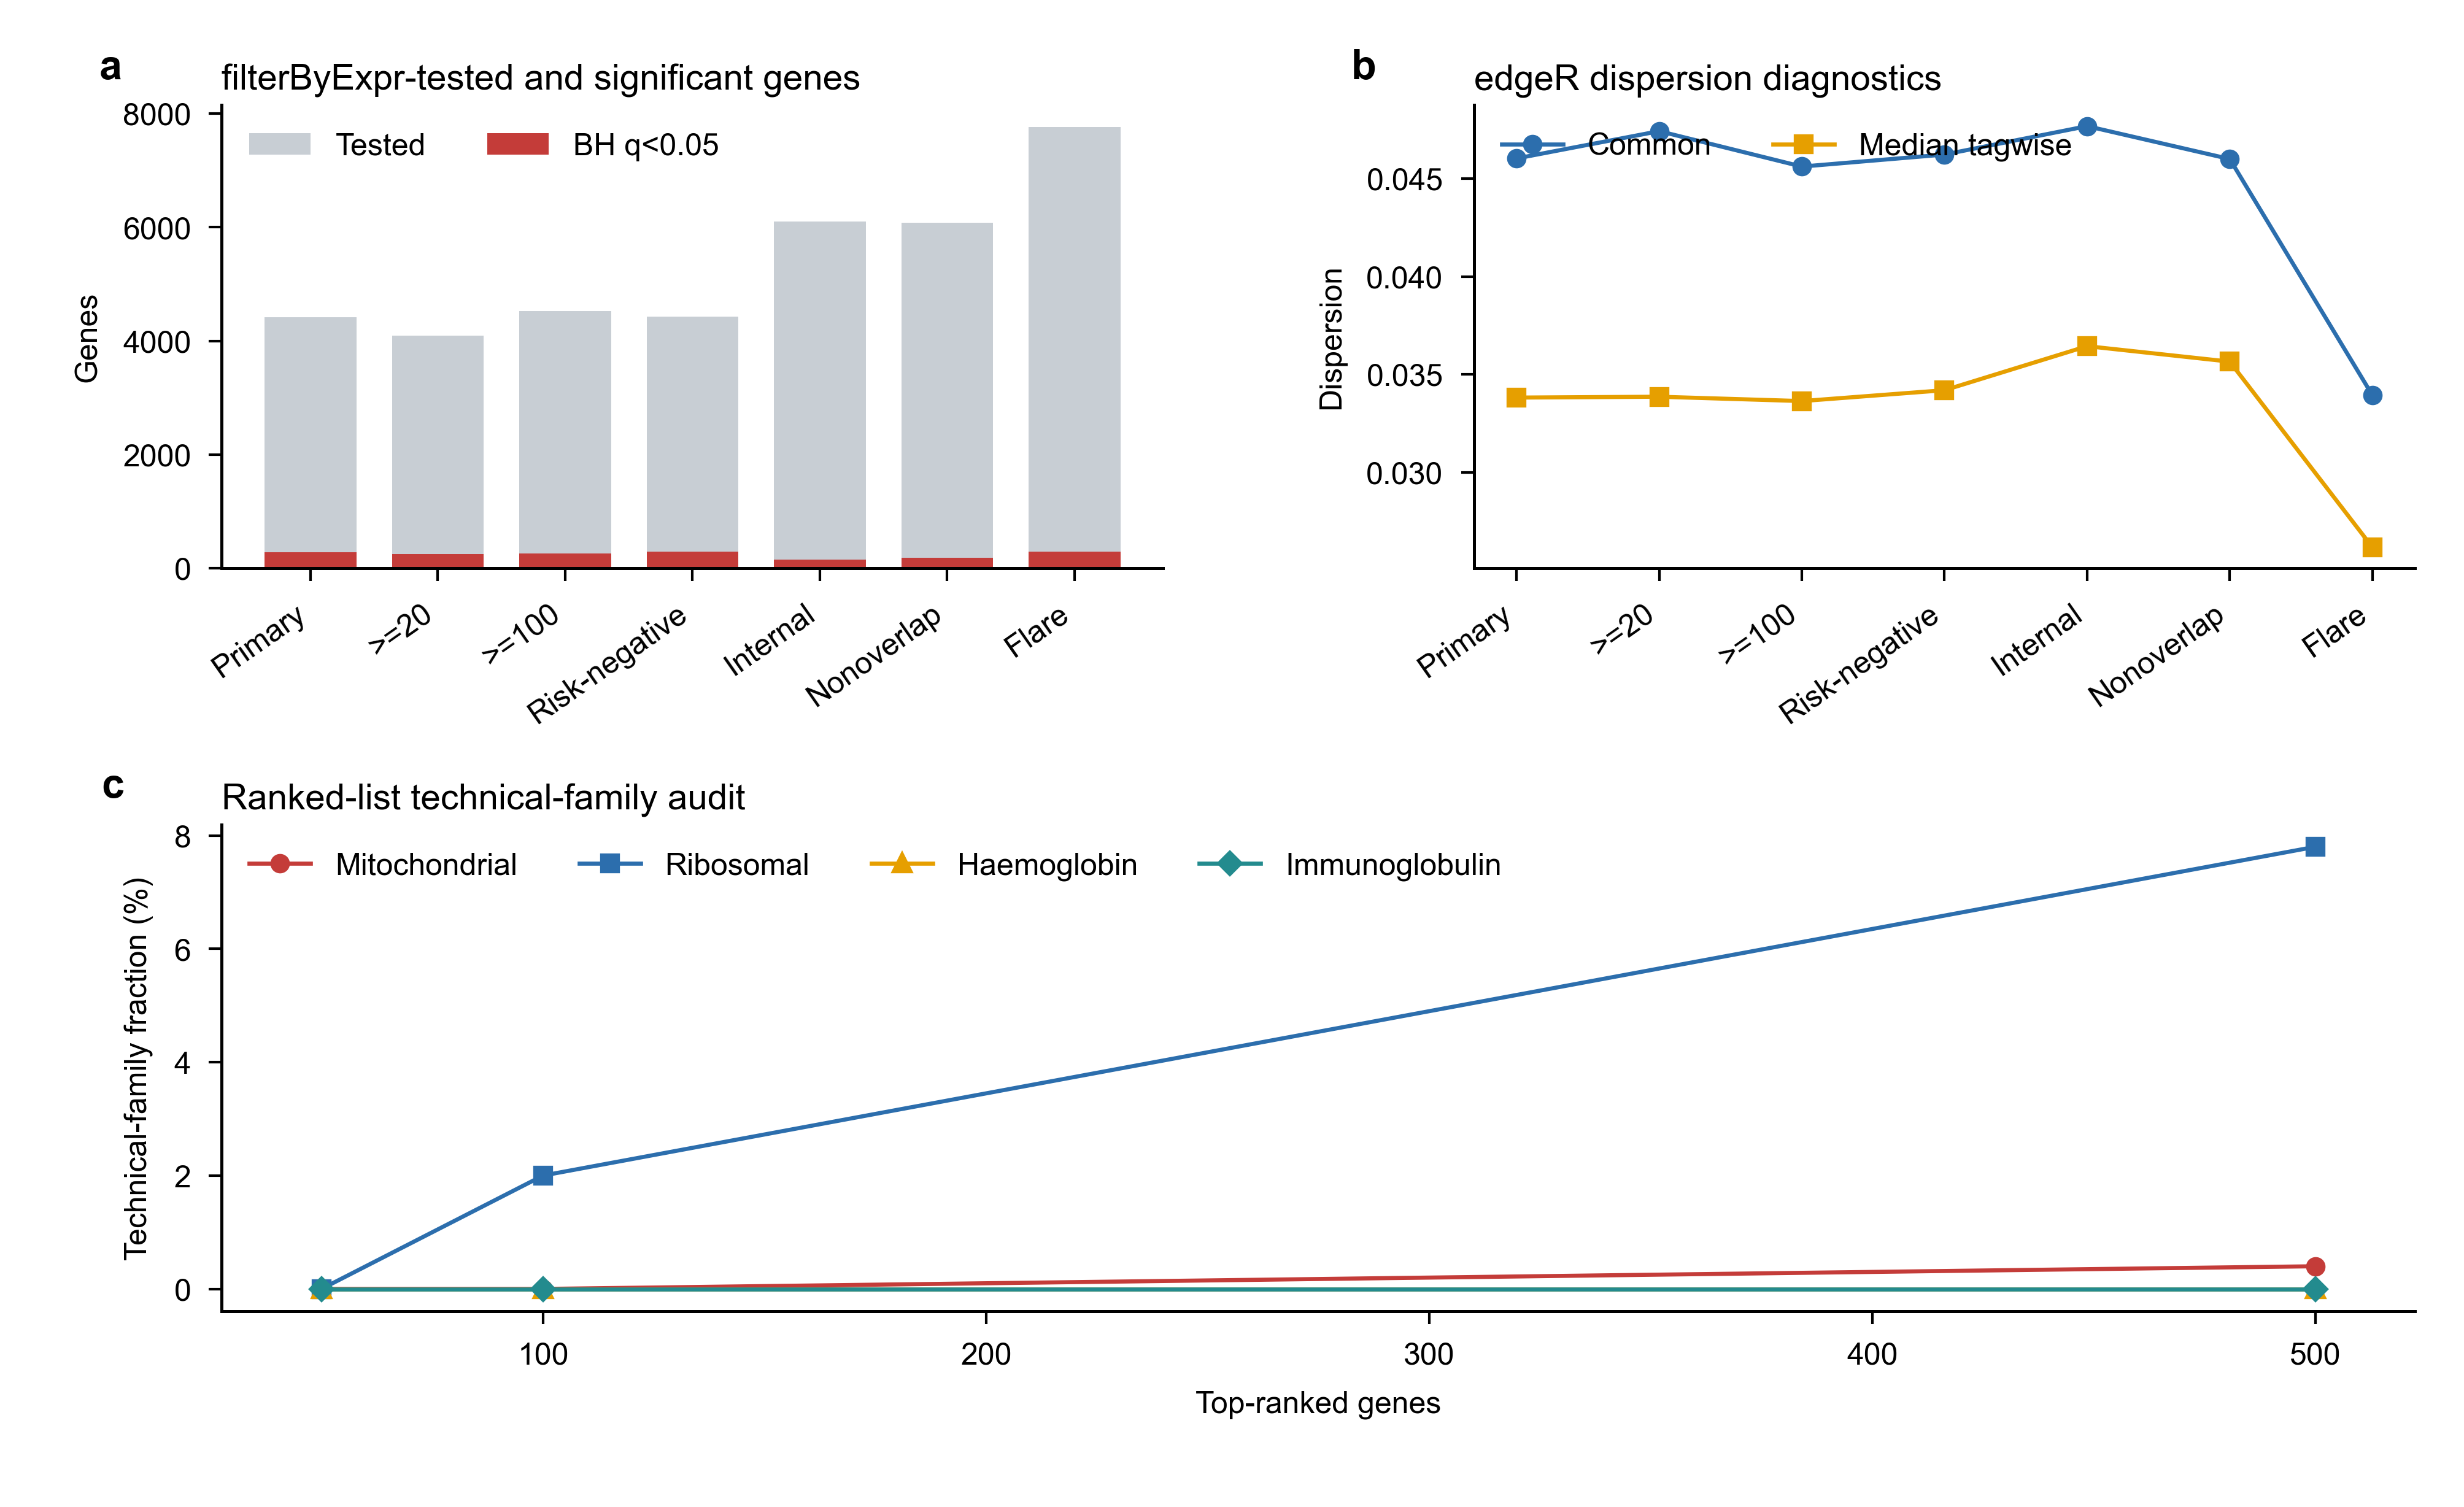 a
filterByExpr-tested and significant genes
Tested
BH q<0.05
Genes
8000
6000
4000
2000
0
Primary
>=20
>=100
Risk-negative
Internal
Nonoverlap
Flare
b
edgeR dispersion diagnostics
Common
Median tagwise
Dispersion
0.045
0.040
0.035
0.030
Primary
>=20
>=100
Risk-negative
Internal
Nonoverlap
Flare
c
Ranked-list technical-family audit
Mitochondrial
Ribosomal
Haemoglobin
Immunoglobulin
Technical-family fraction (%)
8
6
4
2
0
100
200
300
400
500
Top-ranked genes